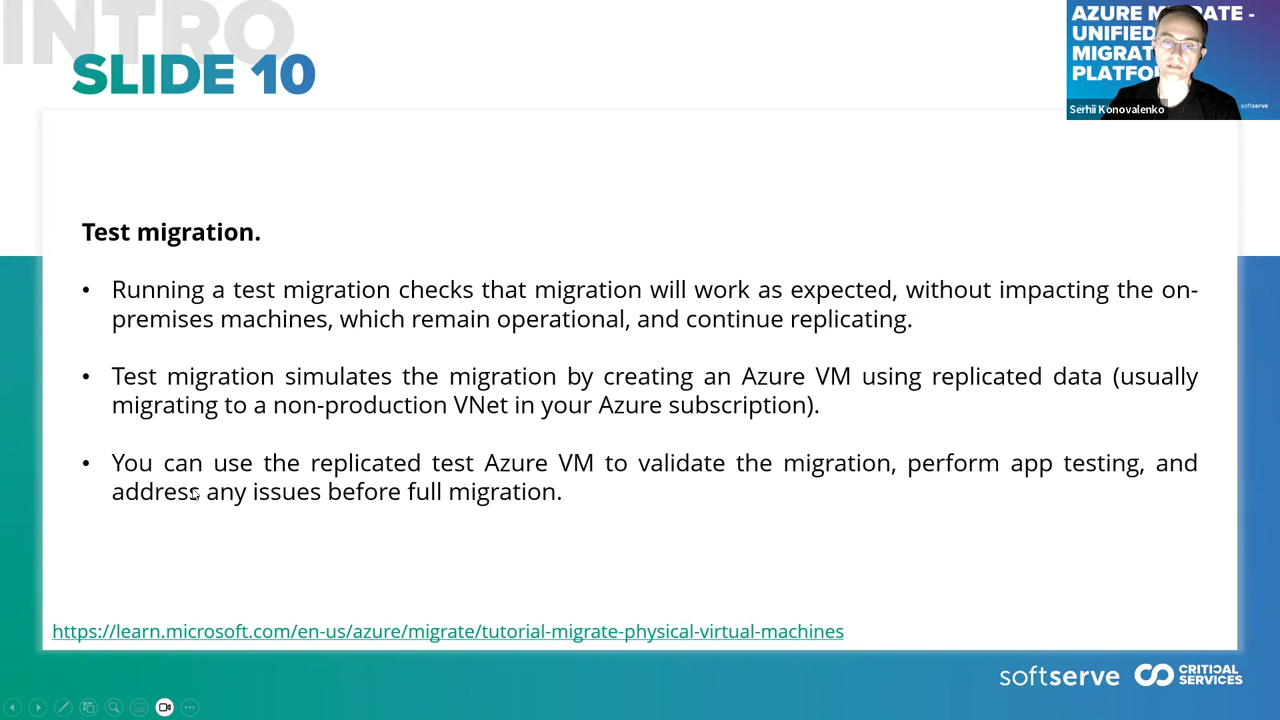 INTRO
SLIDE 10
AZURE M RATE -
UNIFIED
MIGRAT
PLATFO
Serhii Konovalenko
softserve
Test migration.
• Running a test migration checks that migration will work as expected, without impacting the on-
premises machines, which remain operational, and continue replicating.
• Test migration simulates the migration by creating an Azure VM using replicated data (usually
migrating to a non-production VNet in your Azure subscription).
• You can use the replicated test Azure VM to validate the migration, perform app testing, and
address any issues before full migration.
https://learn.microsoft.com/en-us/azure/migrate/tutorial-migrate-physical-virtual-machines
softserve CRITICAL
SERVICES